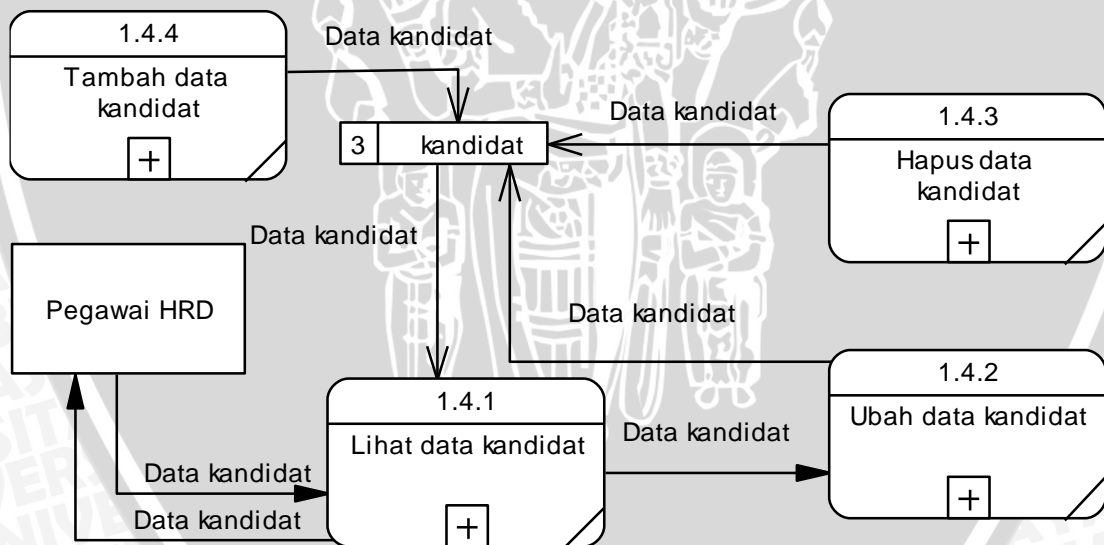 1.4.4
Tambah data
kandidat
+
Data kandidat
3 kandidat
Data kandidat
1.4.3
Hapus data
kandidat
+
Data kandidat
Pegawai HRD
Data kandidat
1.4.1
Lihat data kandidat
+
Data kandidat
1.4.2
Ubah data kandidat
+
Data kandidat
Data kandidat